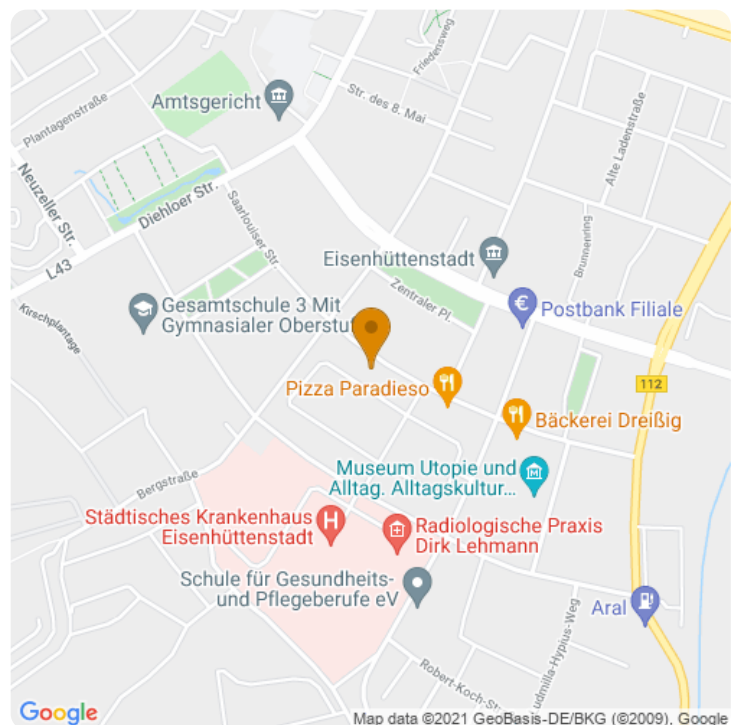 Friedensweg
Amtsgericht
Str. des 8. Mai
Plantagenstraße
Alte Ladenstraße
Neuzeller Str.
Diehloer Str.
Saarlouiser Str.
Brunnenring
L43
Eisenhüttenstadt
Zentraler Pl.
Kirschplantage
Gesamtschule 3 Mit
Gymnasialer Oberstuf
Postbank Filiale
112
Pizza Paradieso
Bäckerei Dreißig
Museum Utopie und
Alltag. Alltagskultur...
Bergstraße
Städtisches Krankenhaus
Eisenhüttenstadt
H
Radiologische Praxis
Dirk Lehmann
Schule für Gesundheits-
und Pflegeberufe eV
Aral
udmilla-Hypius-Weg
Robert-Koch-St
Google
Map data ©2021 GeoBasis-DE/BKG (©2009), Google